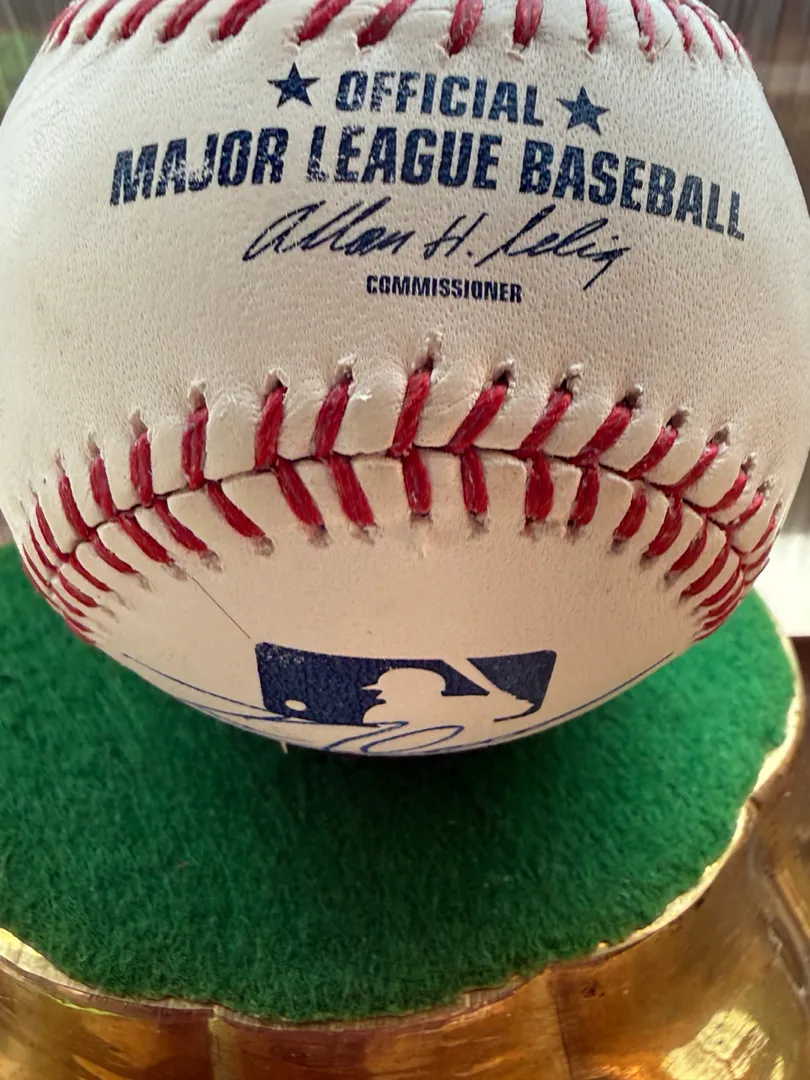 ★ OFFICIAL ★
MAJOR LEAGUE BASEBALL
Allan H. Selig
COMMISSIONER